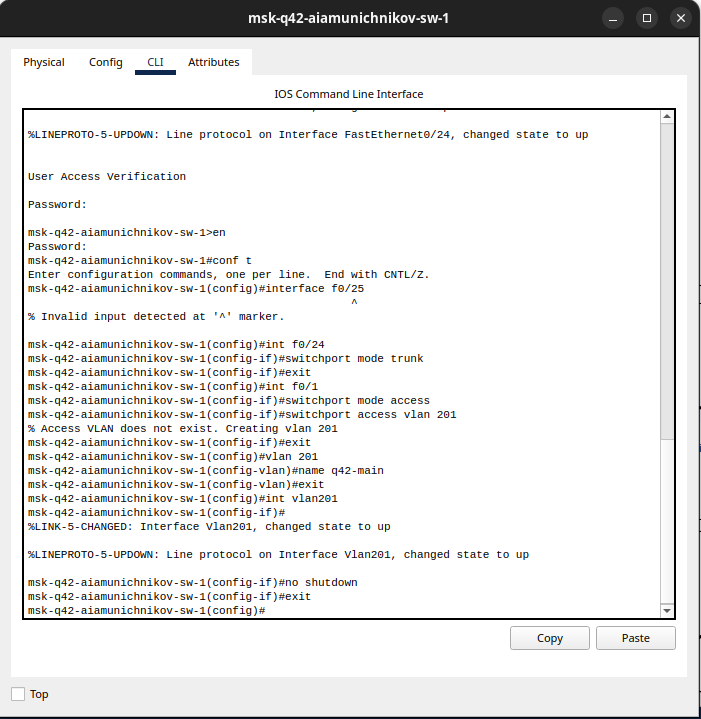 msk-q42-aiamunichnikov-sw-1
Physical Config CLI Attributes
IOS Command Line Interface
%LINEPROTO-5-UPDOWN: Line protocol on Interface FastEthernet0/24, changed state to up
User Access Verification
Password:
msk-q42-aiamunichnikov-sw-1>en
Password:
msk-q42-aiamunichnikov-sw-1#conf t
Enter configuration commands, one per line.  End with CNTL/Z.
msk-q42-aiamunichnikov-sw-1(config)#interface f0/25
^
% Invalid input detected at '^' marker.
msk-q42-aiamunichnikov-sw-1(config)#int f0/24
msk-q42-aiamunichnikov-sw-1(config-if)#switchport mode trunk
msk-q42-aiamunichnikov-sw-1(config-if)#exit
msk-q42-aiamunichnikov-sw-1(config)#int f0/1
msk-q42-aiamunichnikov-sw-1(config-if)#switchport mode access
msk-q42-aiamunichnikov-sw-1(config-if)#switchport access vlan 201
% Access VLAN does not exist. Creating vlan 201
msk-q42-aiamunichnikov-sw-1(config-if)#exit
msk-q42-aiamunichnikov-sw-1(config)#vlan 201
msk-q42-aiamunichnikov-sw-1(config-vlan)#name q42-main
msk-q42-aiamunichnikov-sw-1(config-vlan)#exit
msk-q42-aiamunichnikov-sw-1(config)#int vlan201
msk-q42-aiamunichnikov-sw-1(config-if)#
%LINK-5-CHANGED: Interface Vlan201, changed state to up
%LINEPROTO-5-UPDOWN: Line protocol on Interface Vlan201, changed state to up
msk-q42-aiamunichnikov-sw-1(config-if)#no shutdown
msk-q42-aiamunichnikov-sw-1(config-if)#exit
msk-q42-aiamunichnikov-sw-1(config)#
Copy Paste
Top